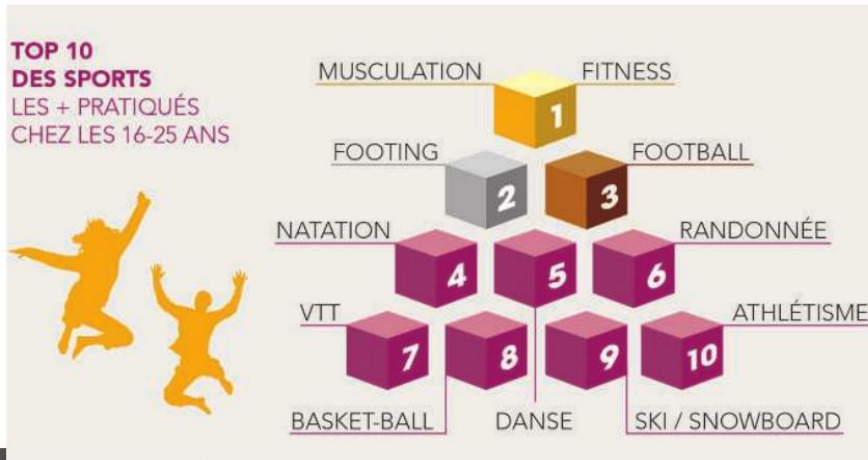 TOP 10
DES SPORTS
LES + PRATIQUÉS
CHEZ LES 16-25 ANS
MUSCULATION
FITNESS
1
FOOTING
FOOTBALL
2
3
NATATION
RANDONNÉE
4
5
6
VTT
ATHLÉTISME
7
8
9
10
BASKET-BALL
DANSE
SKI / SNOWBOARD